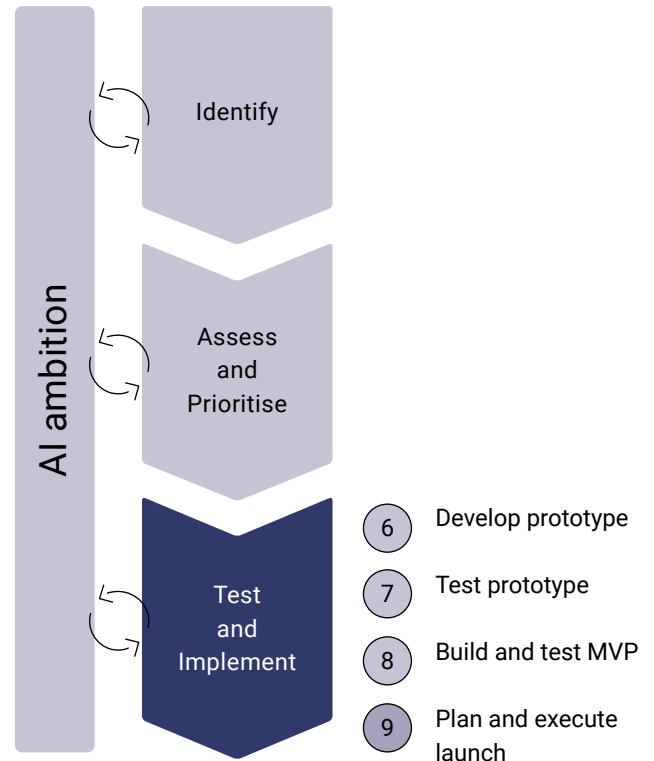 AI ambition
Identify
Assess
and
Prioritise
Test
and
Implement
6 Develop prototype
7 Test prototype
8 Build and test MVP
9 Plan and execute
launch